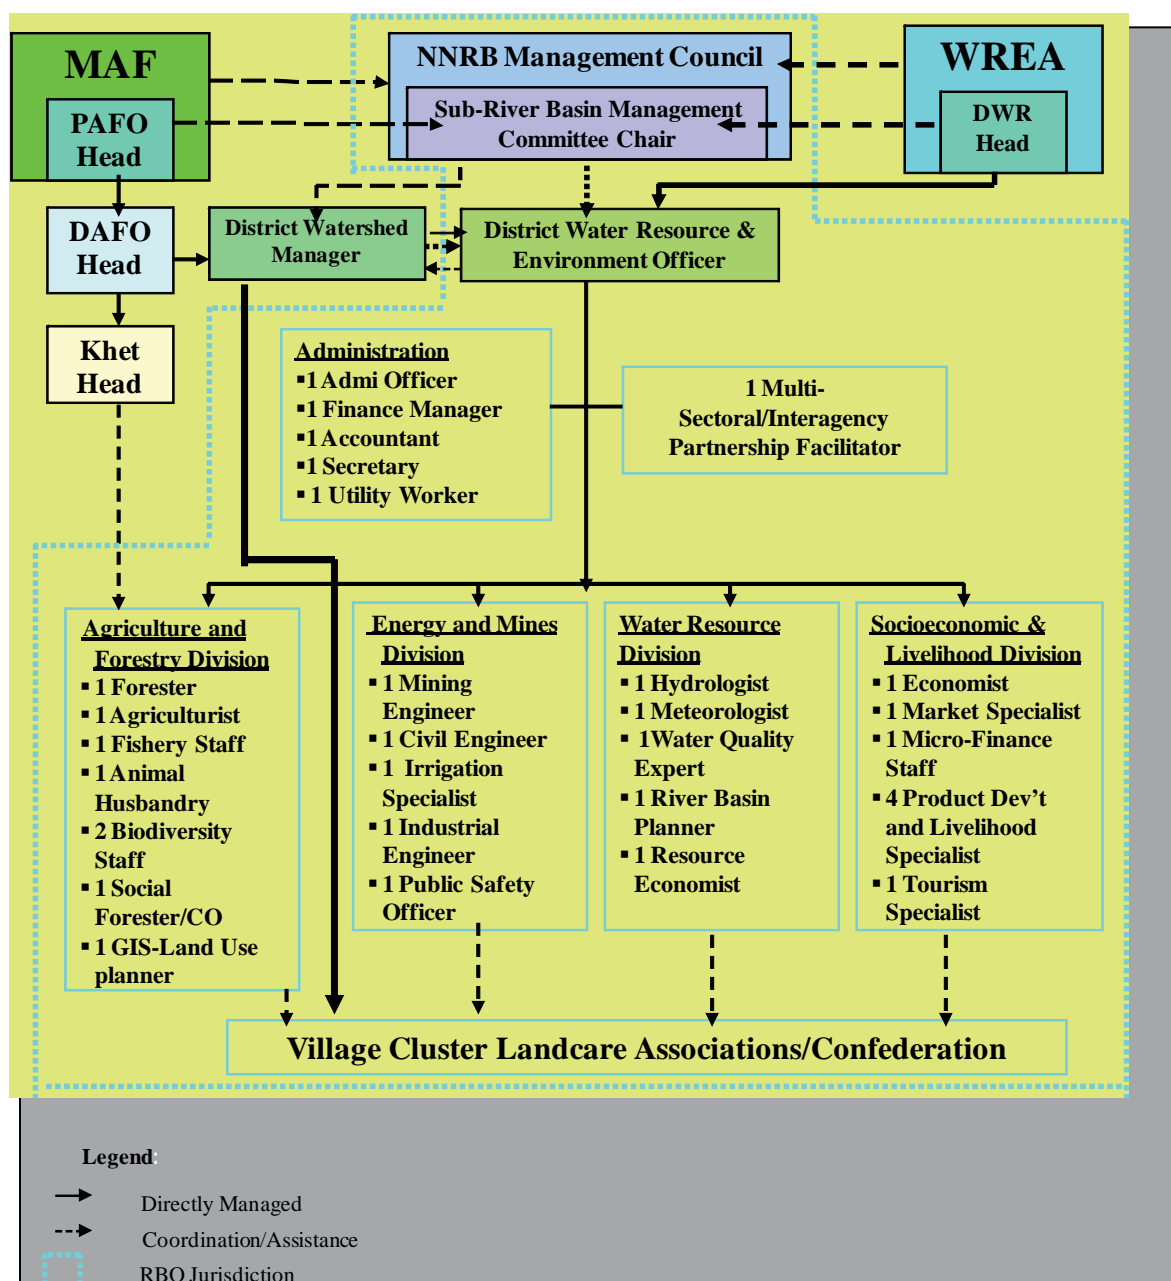 MAF
PAFO
Head
NNRB Management Council
Sub-River Basin Management
Committee Chair
WREA
DWR
Head
DAFO
Head
District Watershed
Manager
District Water Resource &
Environment Officer
Khet
Head
Administration
▪1 Admi Officer
▪1 Finance Manager
▪1 Accountant
▪1 Secretary
▪ 1 Utility Worker
1 Multi-
Sectoral/Interagency
Partnership Facilitator
Agriculture and
Forestry Division
▪ 1 Forester
▪ 1 Agriculturist
▪ 1 Fishery Staff
▪ 1 Animal
Husbandry
▪ 2 Biodiversity
Staff
▪ 1 Social
Forester/CO
▪ 1 GIS-Land Use
planner
Energy and Mines
Division
▪ 1 Mining
Engineer
▪ 1 Civil Engineer
▪ 1 Irrigation
Specialist
▪ 1 Industrial
Engineer
▪ 1 Public Safety
Officer
Water Resource
Division
▪ 1 Hydrologist
▪ 1 Meteorologist
▪ 1Water Quality
Expert
▪ 1 River Basin
Planner
▪ 1 Resource
Economist
Socioeconomic &
Livelihood Division
▪ 1 Economist
▪ 1 Market Specialist
▪ 1 Micro-Finance
Staff
▪ 4 Product Dev’t
and Livelihood
Specialist
▪ 1 Tourism
Specialist
Village Cluster Landcare Associations/Confederation
Legend:
Directly Managed
Coordination/Assistance
RBO Jurisdiction